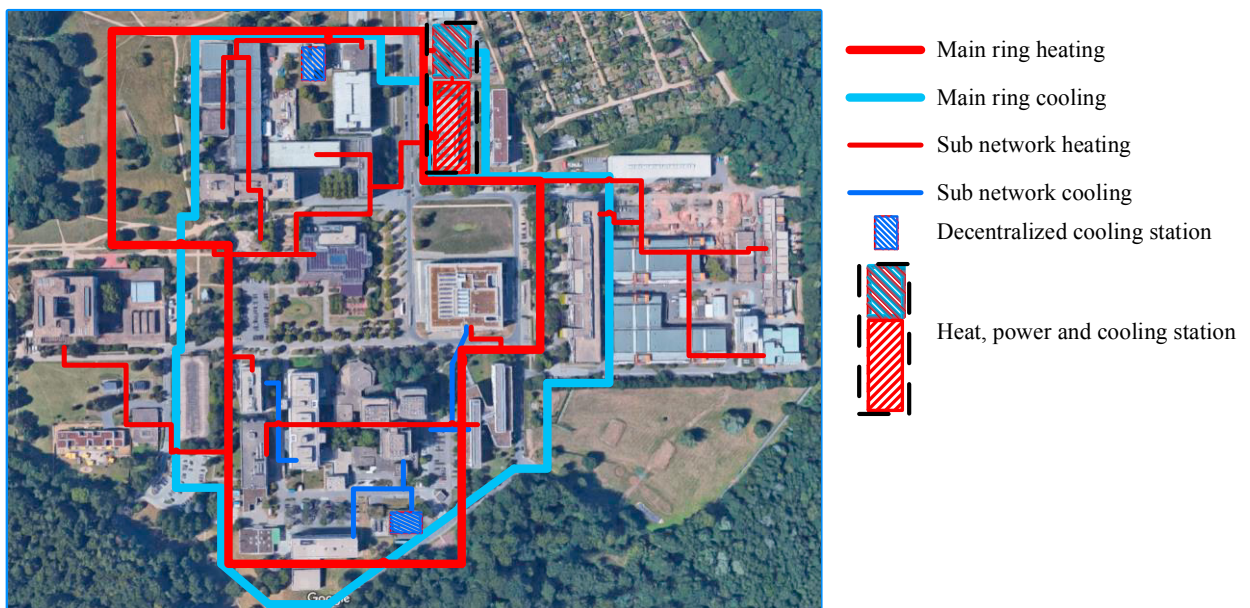 Main ring heating
Main ring cooling
Sub network heating
Sub network cooling
Decentralized cooling station
Heat, power and cooling station
Google